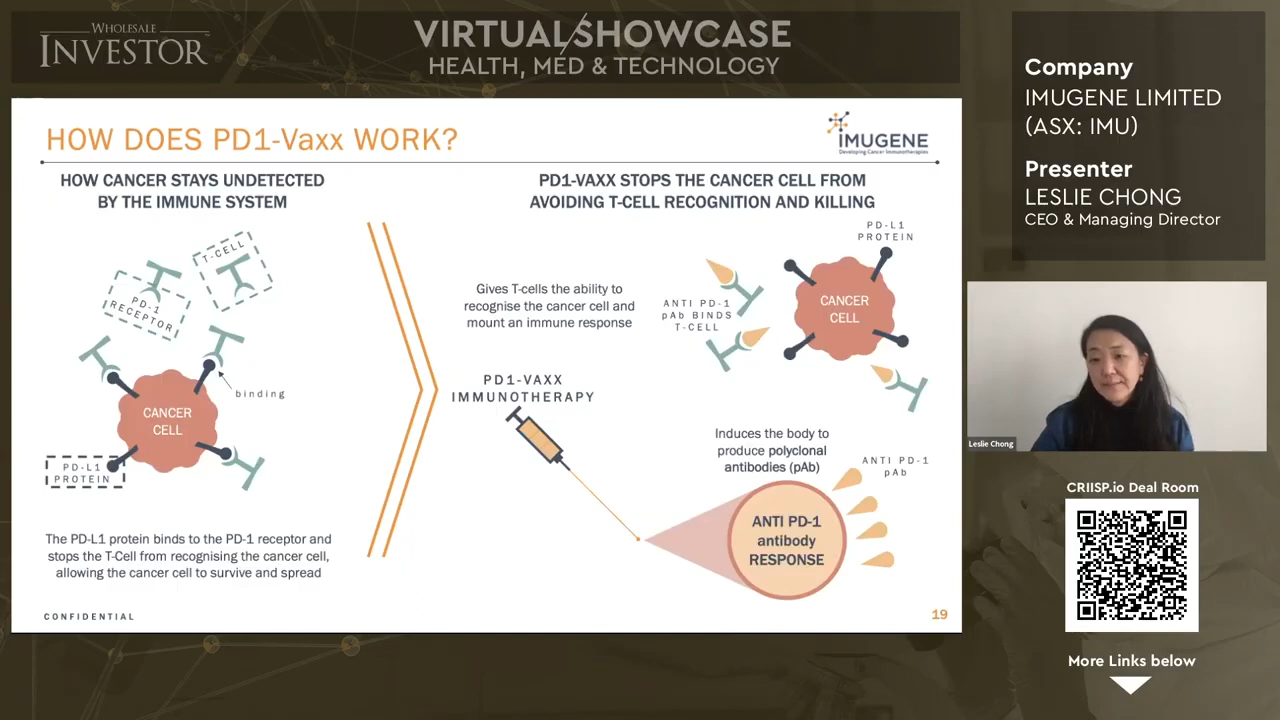 WHOLESALE
INVESTOR
VIRTUAL SHOWCASE
HEALTH, MED & TECHNOLOGY
Company
IMUGENE LIMITED
(ASX: IMU)
Presenter
LESLIE CHONG
CEO & Managing Director
HOW DOES PD1-Vaxx WORK?
IMUGENE
Developing Cancer Immunotherapies
HOW CANCER STAYS UNDETECTED
BY THE IMMUNE SYSTEM
T-CELL
PD-1
RECEPTOR
binding
CANCER
CELL
PD-L1
PROTEIN
The PD-L1 protein binds to the PD-1 receptor and
stops the T-Cell from recognising the cancer cell,
allowing the cancer cell to survive and spread
PD1-VAXX STOPS THE CANCER CELL FROM
AVOIDING T-CELL RECOGNITION AND KILLING
PD-L1
PROTEIN
Gives T-cells the ability to
recognise the cancer cell and
mount an immune response
ANTI PD-1
pAb BINDS
T-CELL
CANCER
CELL
PD1-VAXX
IMMUNOTHERAPY
Induces the body to
produce polyclonal
antibodies (pAb)
ANTI PD-1
pAb
ANTI PD-1
antibody
RESPONSE
CONFIDENTIAL
19
Leslie Chong
CRIISP.io Deal Room
More Links below